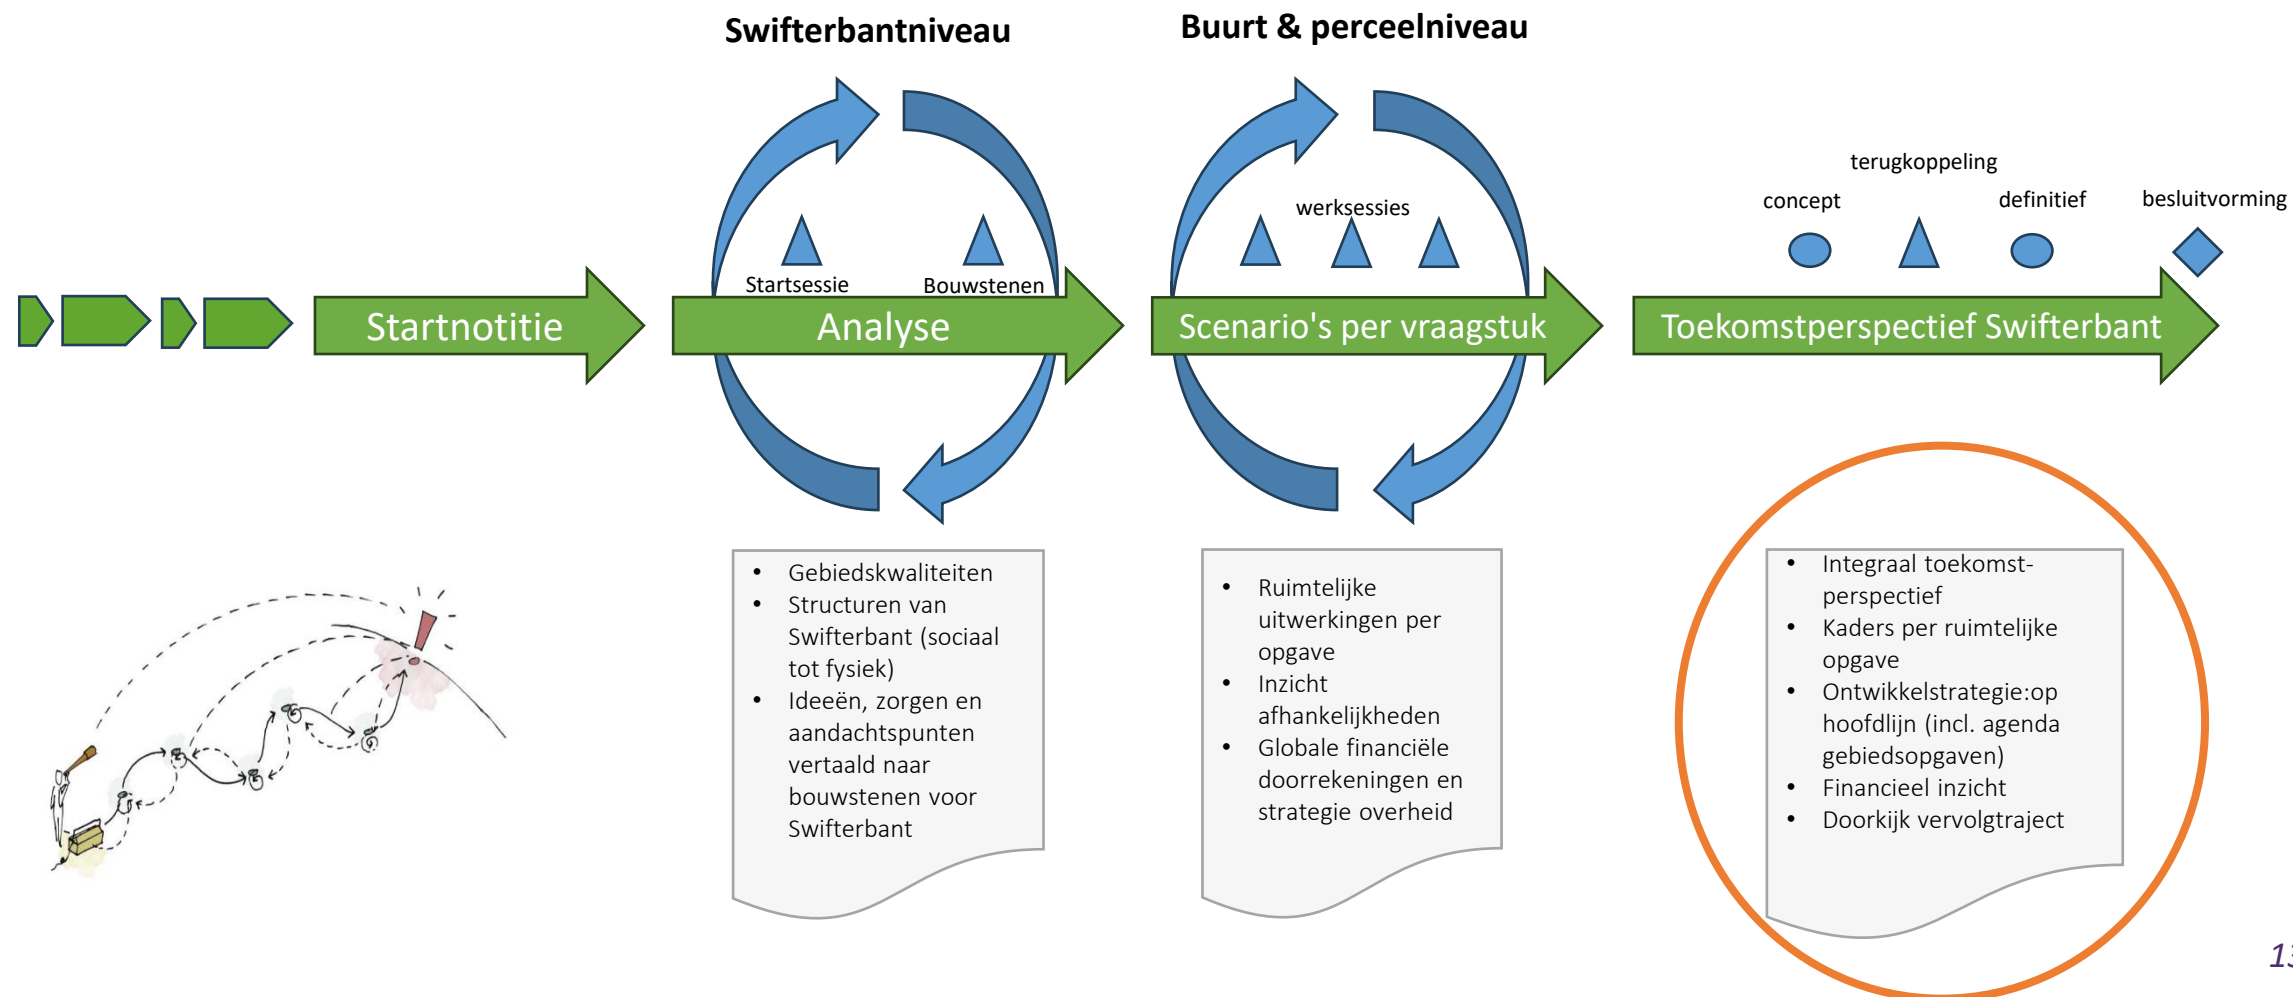 Swifterbantniveau
Buurt & perceelniveau
terugkoppeling
concept
definitief
besluitvorming
werksessies
Startsessie
Bouwstenen
Startnotitie
Analyse
Scenario's per vraagstuk
Toekomstperspectief Swifterbant
• Gebiedskwaliteiten
• Structuren van
Swifterbant (sociaal
tot fysiek)
• Ideeën, zorgen en
aandachtspunten
vertaald naar
bouwstenen voor
Swifterbant
• Ruimtelijke
uitwerkingen per
opgave
• Inzicht
afhankelijkheden
• Globale financiële
doorrekeningen en
strategie overheid
• Integraal toekomst-
perspectief
• Kaders per ruimtelijke
opgave
• Ontwikkelstrategie:op
hoofdlijn (incl. agenda
gebiedsopgaven)
• Financieel inzicht
• Doorkijk vervolgtraject
13